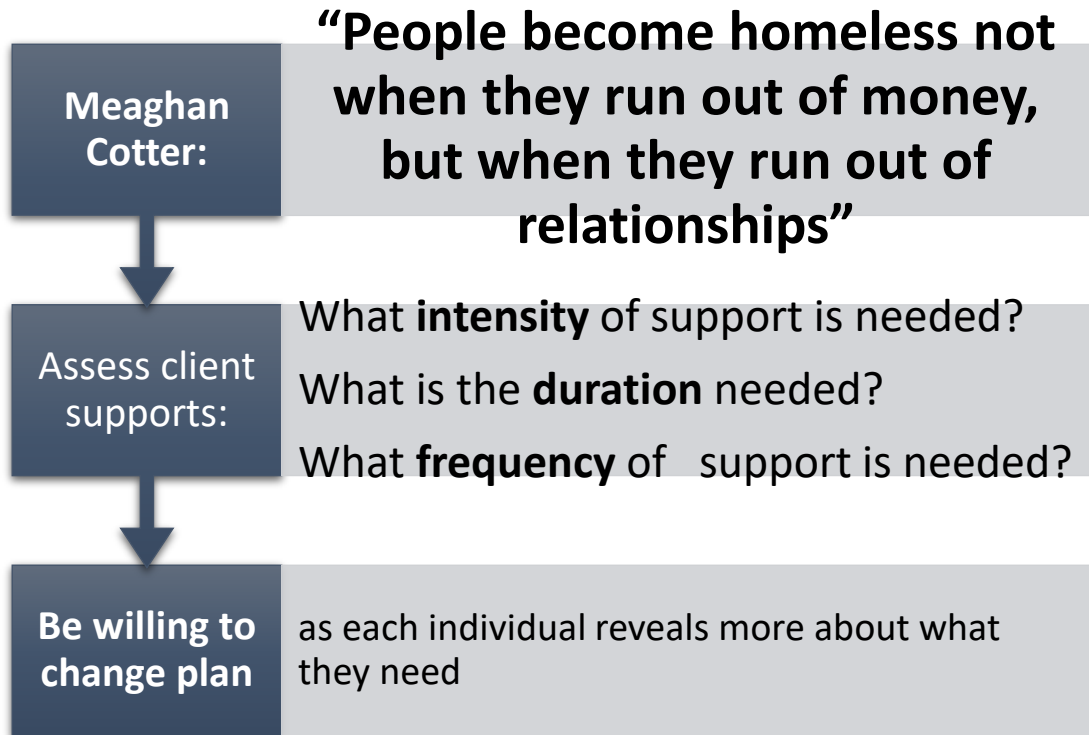 Meaghan
Cotter:
“People become homeless not
when they run out of money,
but when they run out of
relationships”
Assess client
supports:
What intensity of support is needed?
What is the duration needed?
What frequency of   support is needed?
Be willing to
change plan
as each individual reveals more about what
they need